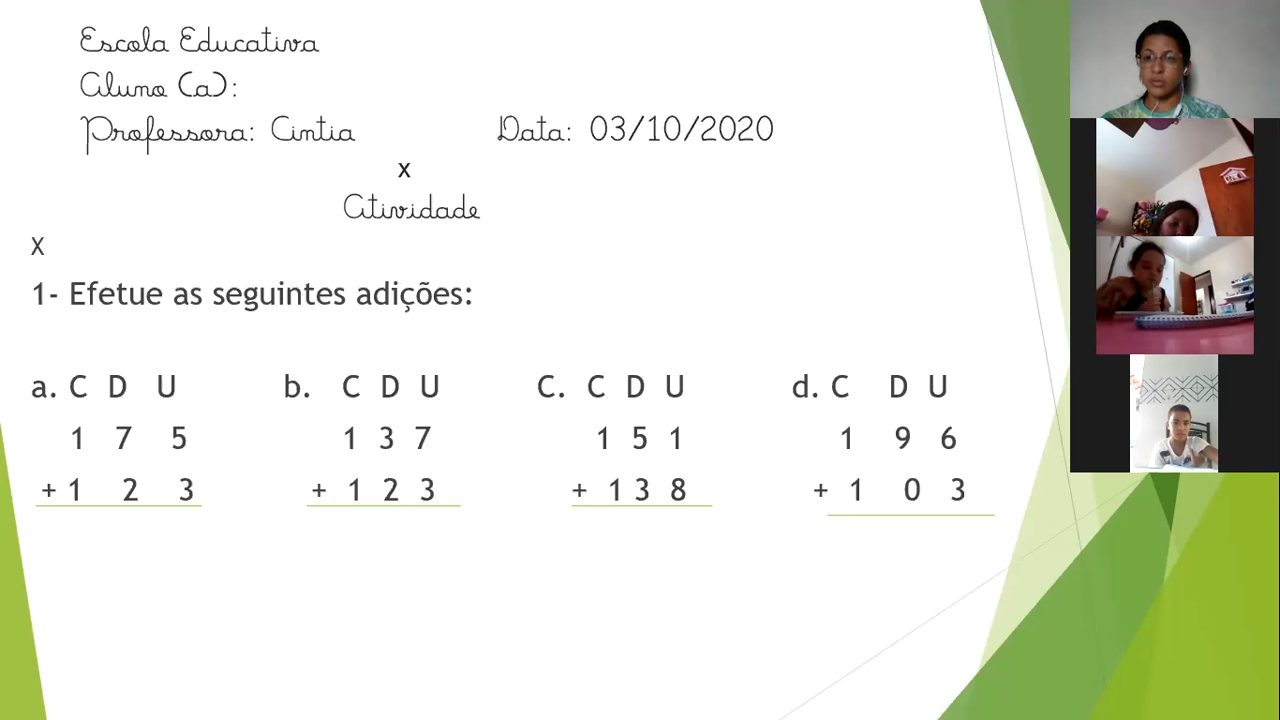 Escola Educativa
Aluno (a):
Professora: Cintia Data: 03/10/2020
x
Atividade
X
1- Efetue as seguintes adições:
a. C D U b. C D U C. C D U d. C D U
1 7 5 1 3 7 1 5 1 1 9 6
+ 1 2 3 + 1 2 3 + 1 3 8 + 1 0 3